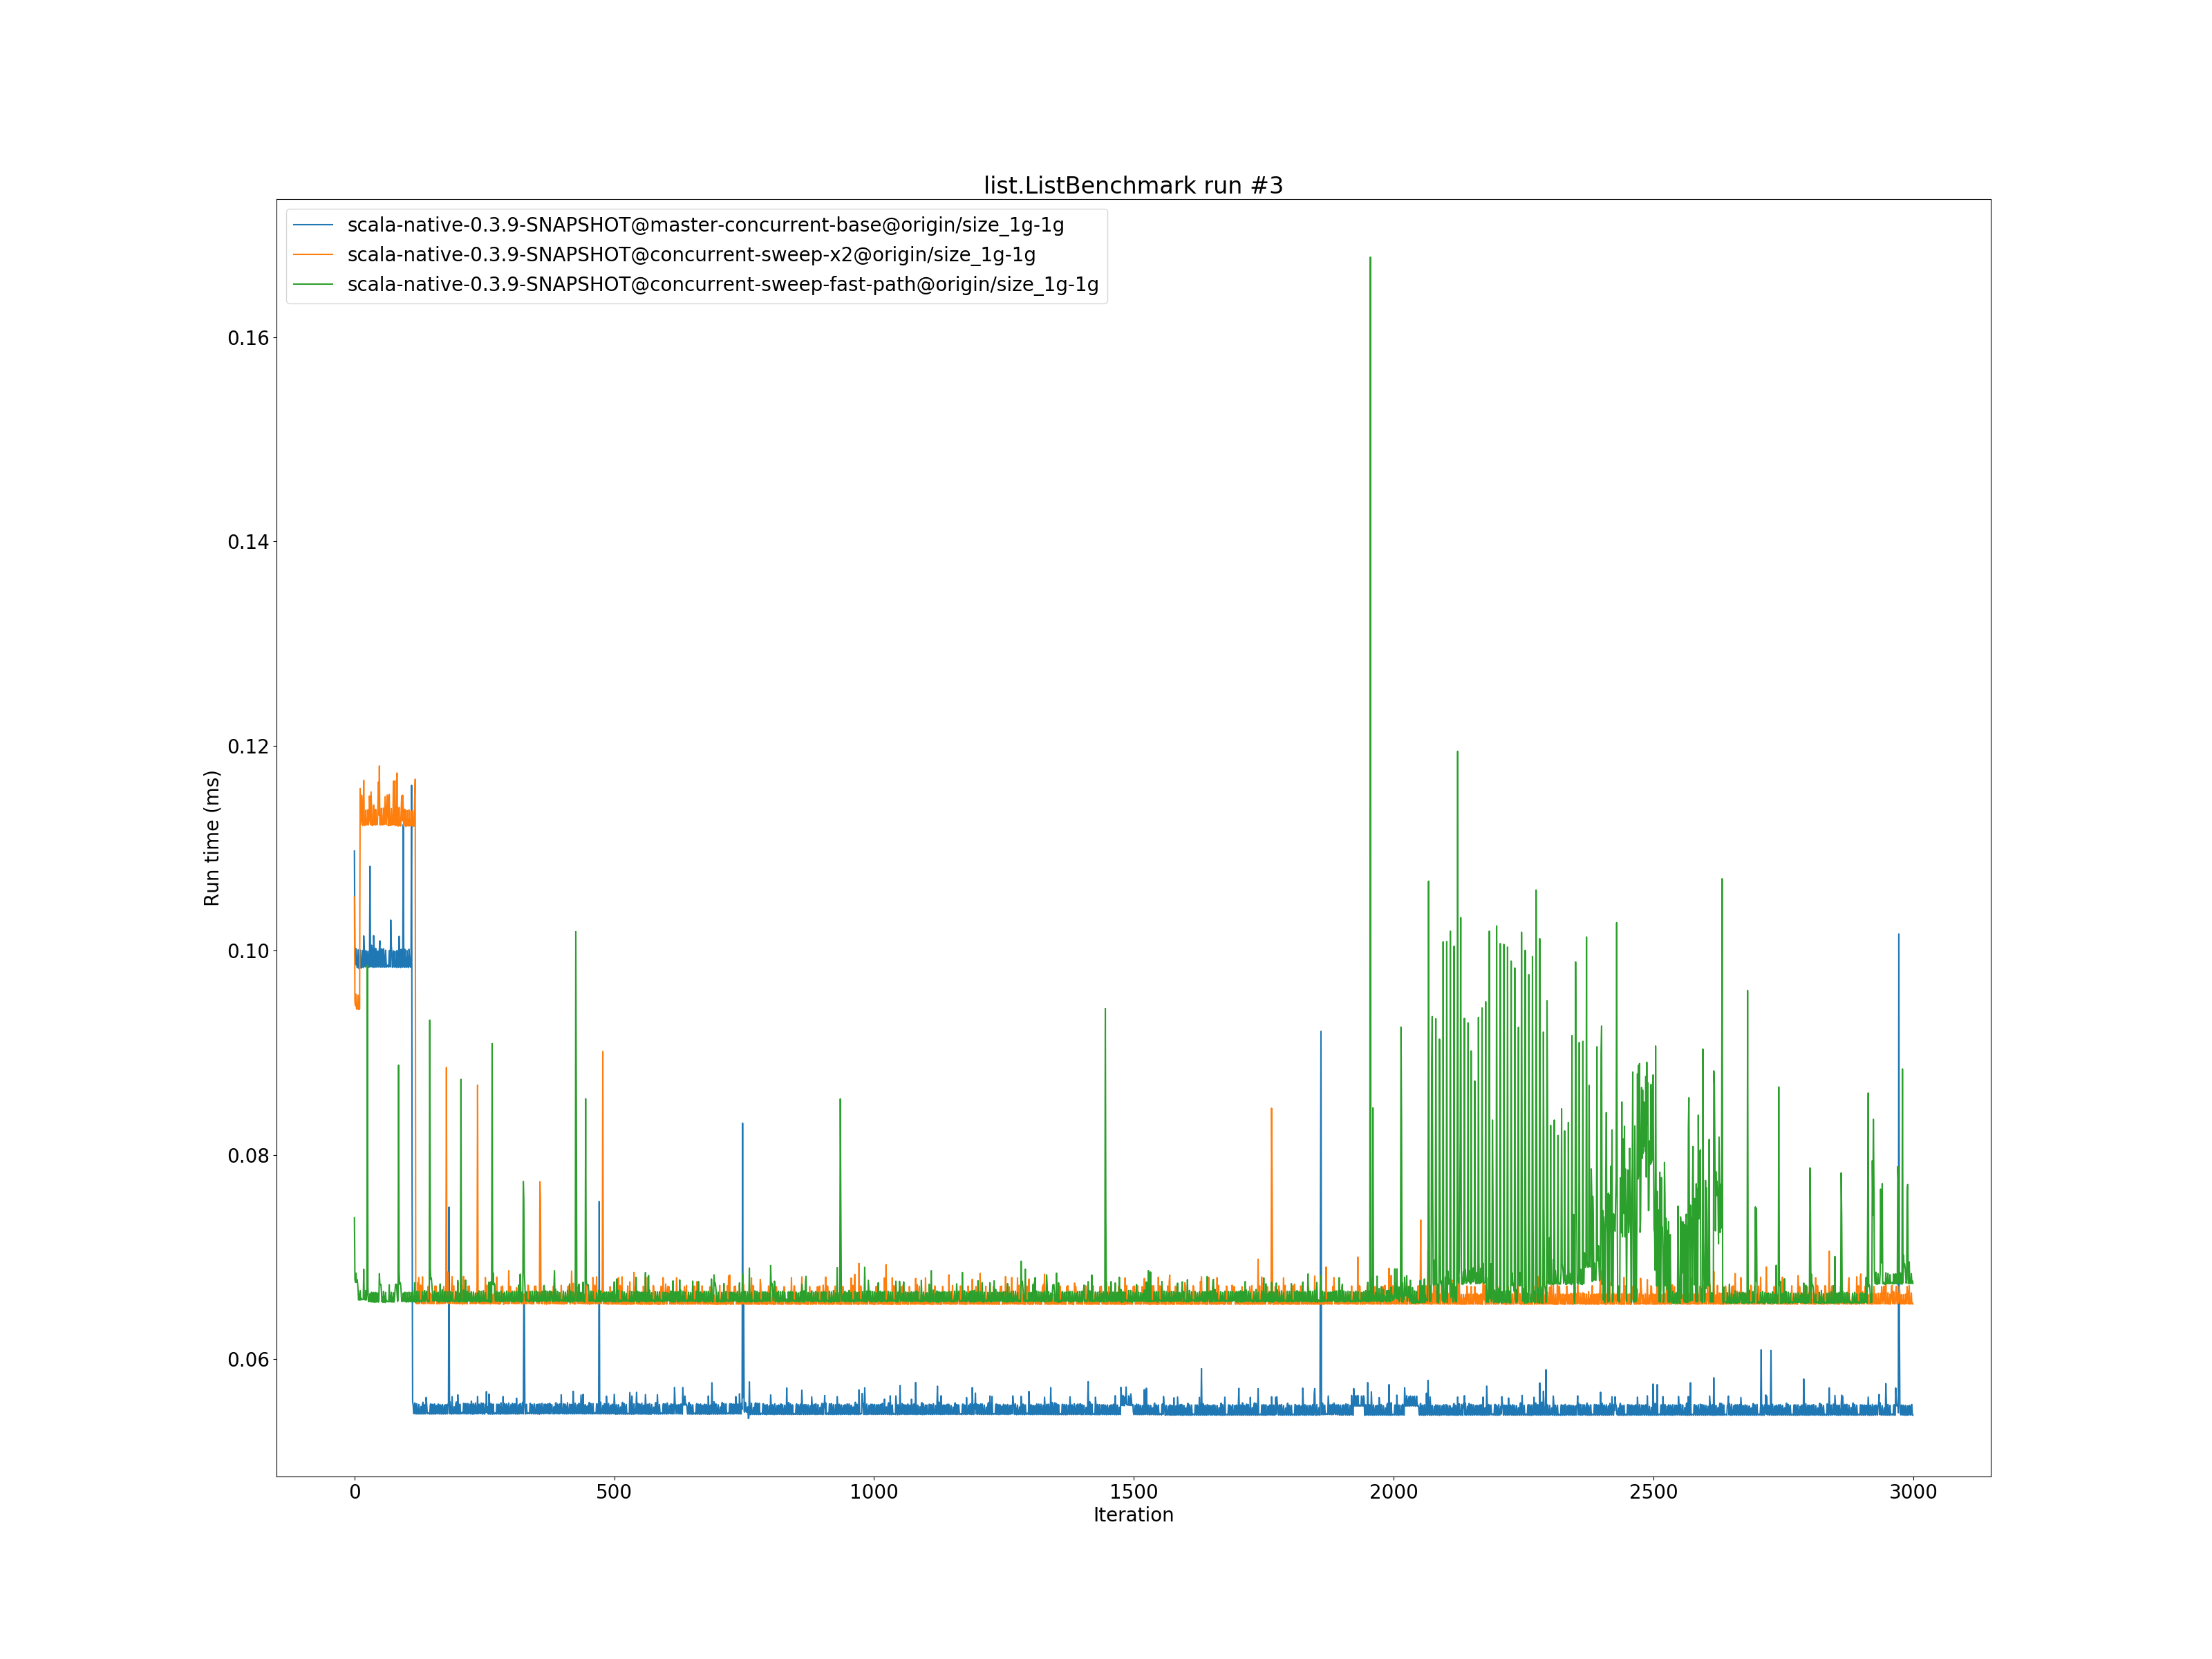 list.ListBenchmark run #3
scala-native-0.3.9-SNAPSHOT@master-concurrent-base@origin/size_1g-1g
scala-native-0.3.9-SNAPSHOT@concurrent-sweep-x2@origin/size_1g-1g
scala-native-0.3.9-SNAPSHOT@concurrent-sweep-fast-path@origin/size_1g-1g
0.16
0.14
0.12
0.10
0.08
0.06
Run time (ms)
0 500 1000 1500 2000 2500 3000
Iteration